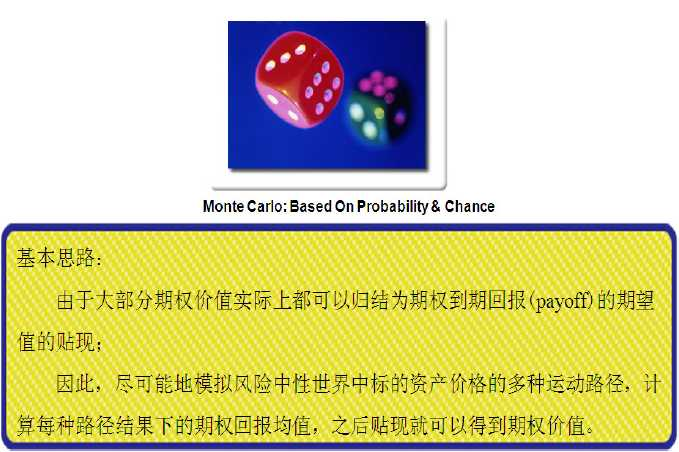 Monte Carlo: Based On Probability & Chance
基本思路：
由于大部分期权价值实际上都可以归结为期权到期回报(payoff)的期望
值的贴现；
因此，尽可能地模拟风险中性世界中标的资产价格的多种运动路径，计
算每种路径结果下的期权回报均值，之后贴现就可以得到期权价值。